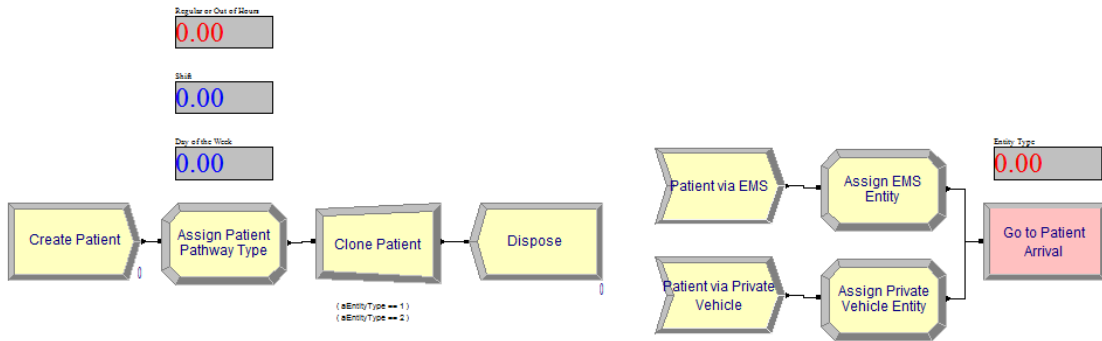 Regular or Out of Hours
0.00
Shift
0.00
Day of the Week
0.00
Create Patient
0
Assign Patient
Pathway Type
Clone Patient
( aEntityType == 1 )
( aEntityType == 2 )
Dispose
0
Patient via EMS
Assign EMS
Entity
Patient via Private
Vehicle
Assign Private
Vehicle Entity
Entity Type
0.00
Go to Patient
Arrival